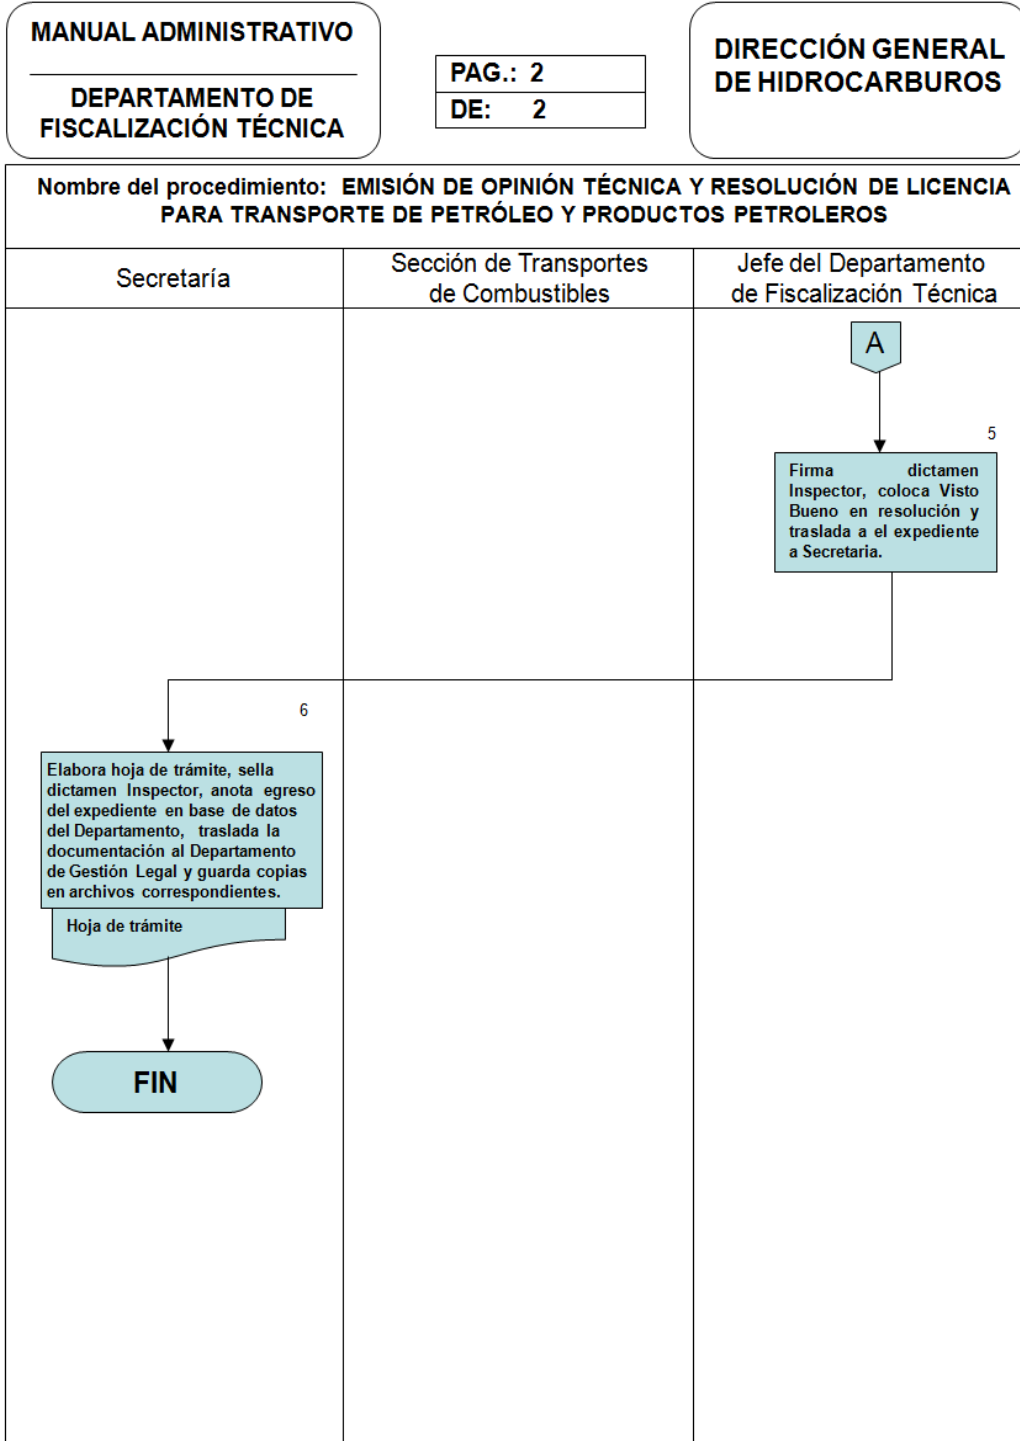 MANUAL ADMINISTRATIVO
DEPARTAMENTO DE
FISCALIZACIÓN TÉCNICA
PAG.: 2
DE: 2
DIRECCIÓN GENERAL
DE HIDROCARBUROS
Nombre del procedimiento: EMISIÓN DE OPINIÓN TÉCNICA Y RESOLUCIÓN DE LICENCIA
PARA TRANSPORTE DE PETRÓLEO Y PRODUCTOS PETROLEROS
Secretaría
Sección de Transportes
de Combustibles
Jefe del Departamento
de Fiscalización Técnica
A
5
Firma dictamen
Inspector, coloca Visto
Bueno en resolución y
traslada a el expediente
a Secretaria.
6
Elabora hoja de trámite, sella
dictamen Inspector, anota egreso
del expediente en base de datos
del Departamento, traslada la
documentación al Departamento
de Gestión Legal y guarda copias
en archivos correspondientes.
Hoja de trámite
FIN